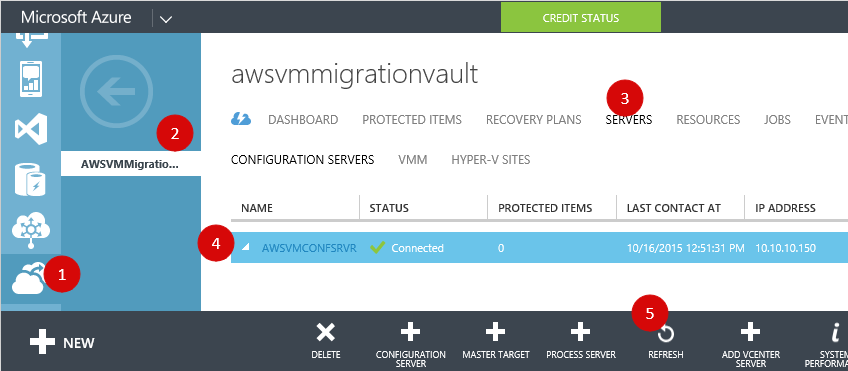 Microsoft Azure
CREDIT STATUS
awsvmmigrationvault
3
2
DASHBOARD PROTECTED ITEMS RECOVERY PLANS SERVERS RESOURCES JOBS EVENT
AWSVMMigratio...
CONFIGURATION SERVERS VMM HYPER-V SITES
NAME STATUS PROTECTED ITEMS LAST CONTACT AT IP ADDRESS
4 AWSVMCONFSRVR Connected 0 10/16/2015 12:51:31 PM 10.10.10.150
1
5
NEW
DELETE CONFIGURATION SERVER MASTER TARGET PROCESS SERVER REFRESH ADD VCENTER SERVER SYSTEM PERFORMA